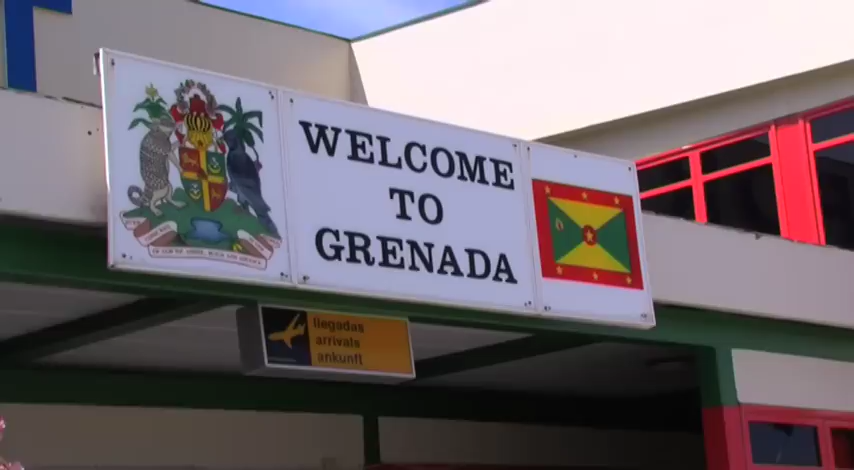 WELCOME
TO
GRENADA
llegadas
arrivals
ankunft